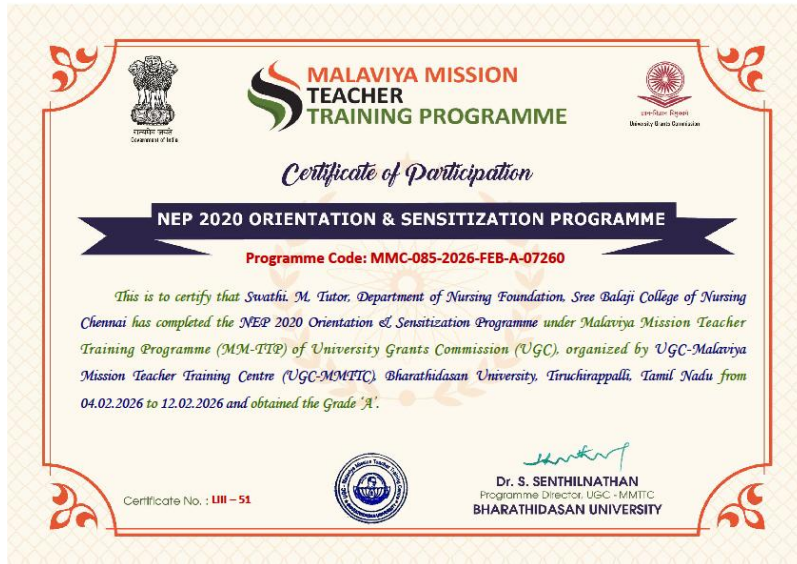 MALAVIYA MISSION
TEACHER
TRAINING PROGRAMME
सत्यमेव जयते
Government of India
ज्ञान-विज्ञान विमुक्तये
University Grants Commission
Certificate of Participation
NEP 2020 ORIENTATION & SENSITIZATION PROGRAMME
Programme Code: MMC-085-2026-FEB-A-07260
This is to certify that Swathi. M, Tutor, Department of Nursing Foundation, Sree Balaji College of Nursing
Chennai has completed the NEP 2020 Orientation & Sensitization Programme under Malaviya Mission Teacher
Training Programme (MM-TTP) of University Grants Commission (UGC), organized by UGC-Malaviya
Mission Teacher Training Centre (UGC-MMTTC), Bharathidasan University, Tiruchirappalli, Tamil Nadu from
04.02.2026 to 12.02.2026 and obtained the Grade ‘A’.
Certificate No. : LIII – 51
Dr. S. SENTHILNATHAN
Programme Director, UGC - MMTTC
BHARATHIDASAN UNIVERSITY